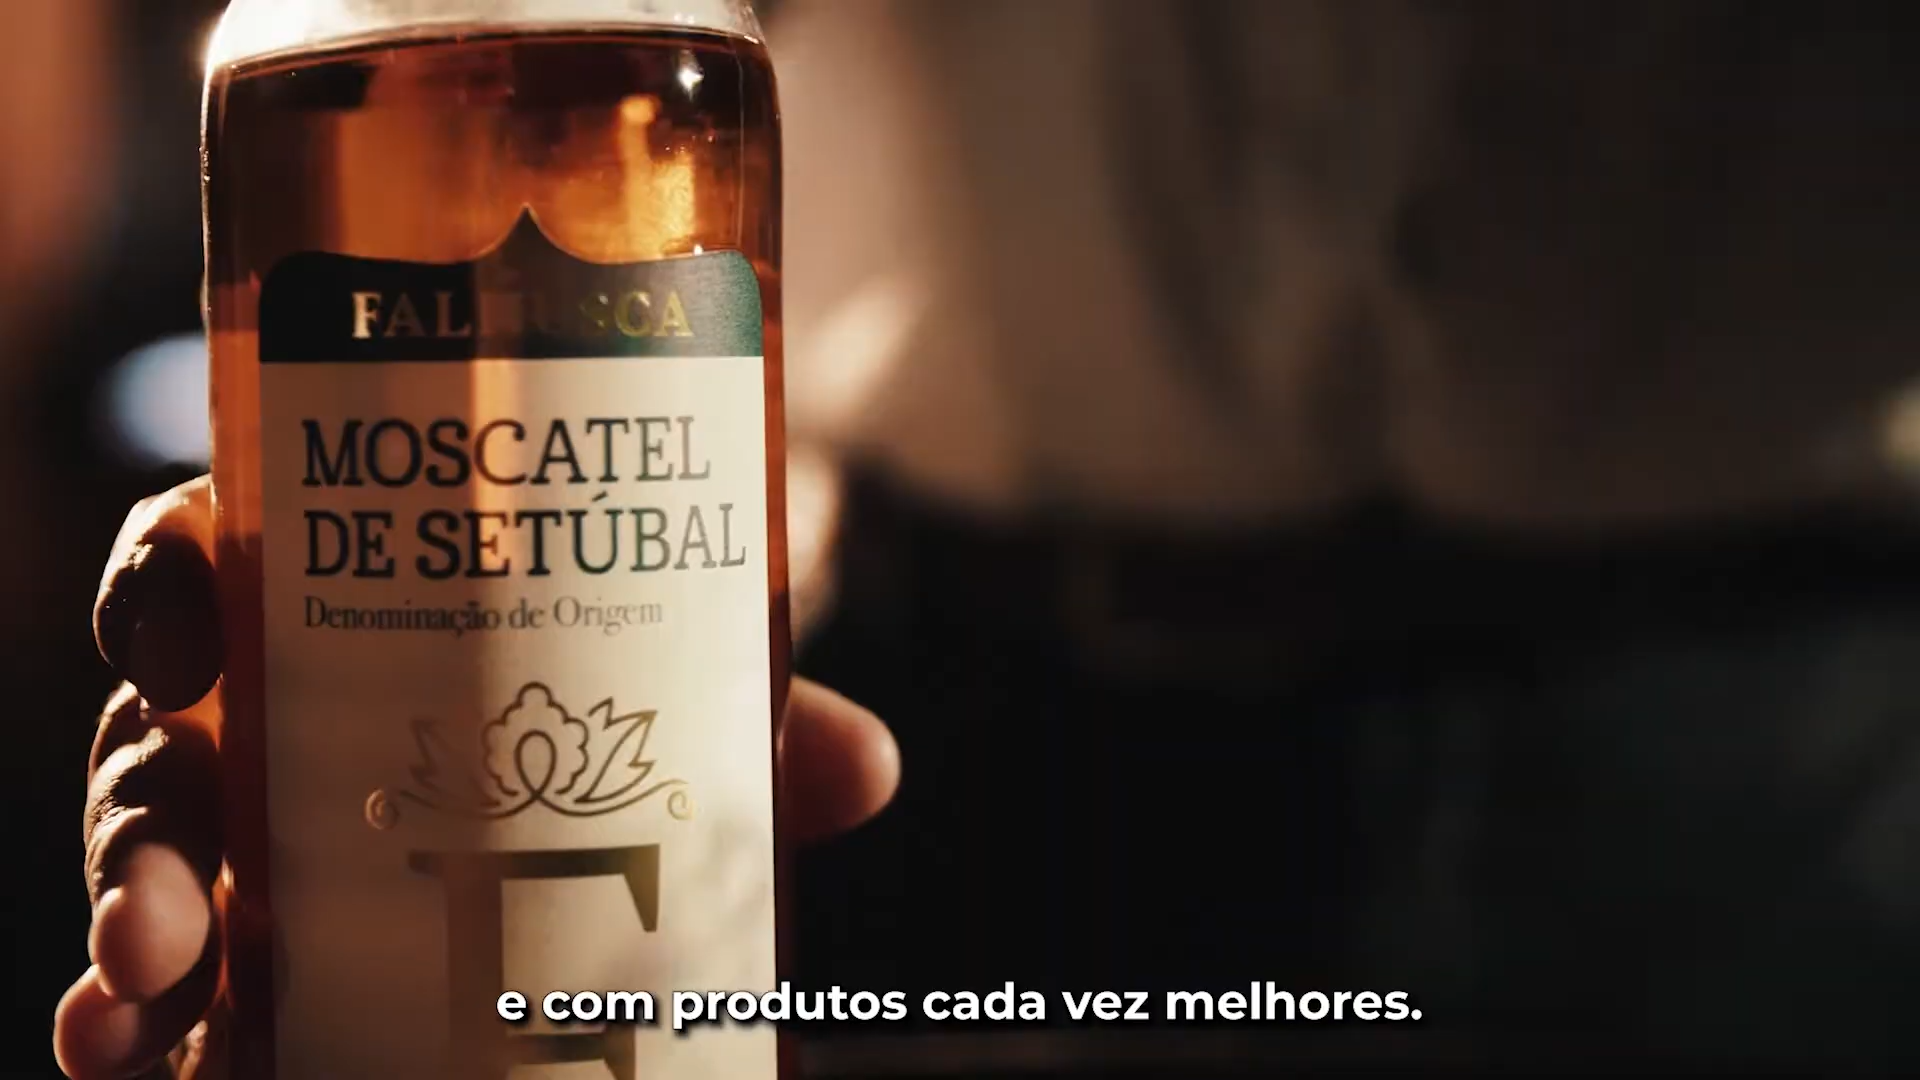 MOSCATEL
DE SETÚBAL
Denominação de Origem
F
e com produtos cada vez melhores.